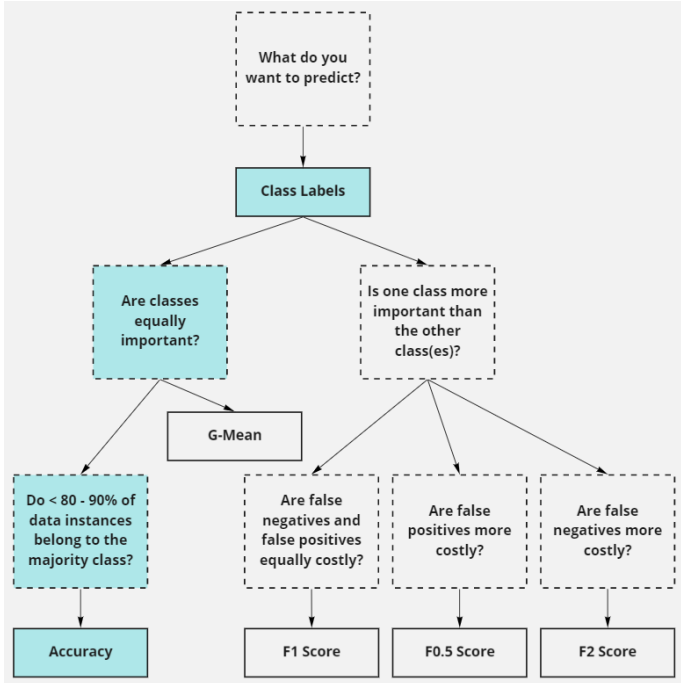 What do you
want to predict?
Class Labels
Are classes
equally
important?
Is one class more
important than
the other
class(es)?
G-Mean
Do < 80 - 90% of
data instances
belong to the
majority class?
Are false
negatives and
false positives
equally costly?
Are false
positives more
costly?
Are false
negatives more
costly?
Accuracy
F1 Score
F0.5 Score
F2 Score